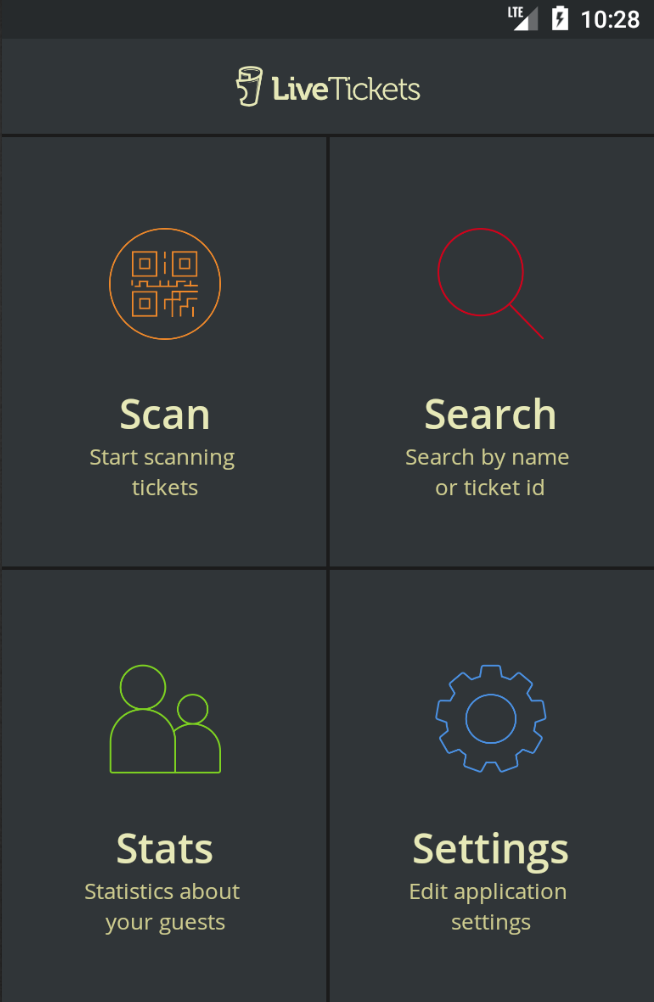 LTE 10:28
LiveTickets
Scan
Start scanning
tickets
Search
Search by name
or ticket id
Stats
Statistics about
your guests
Settings
Edit application
settings